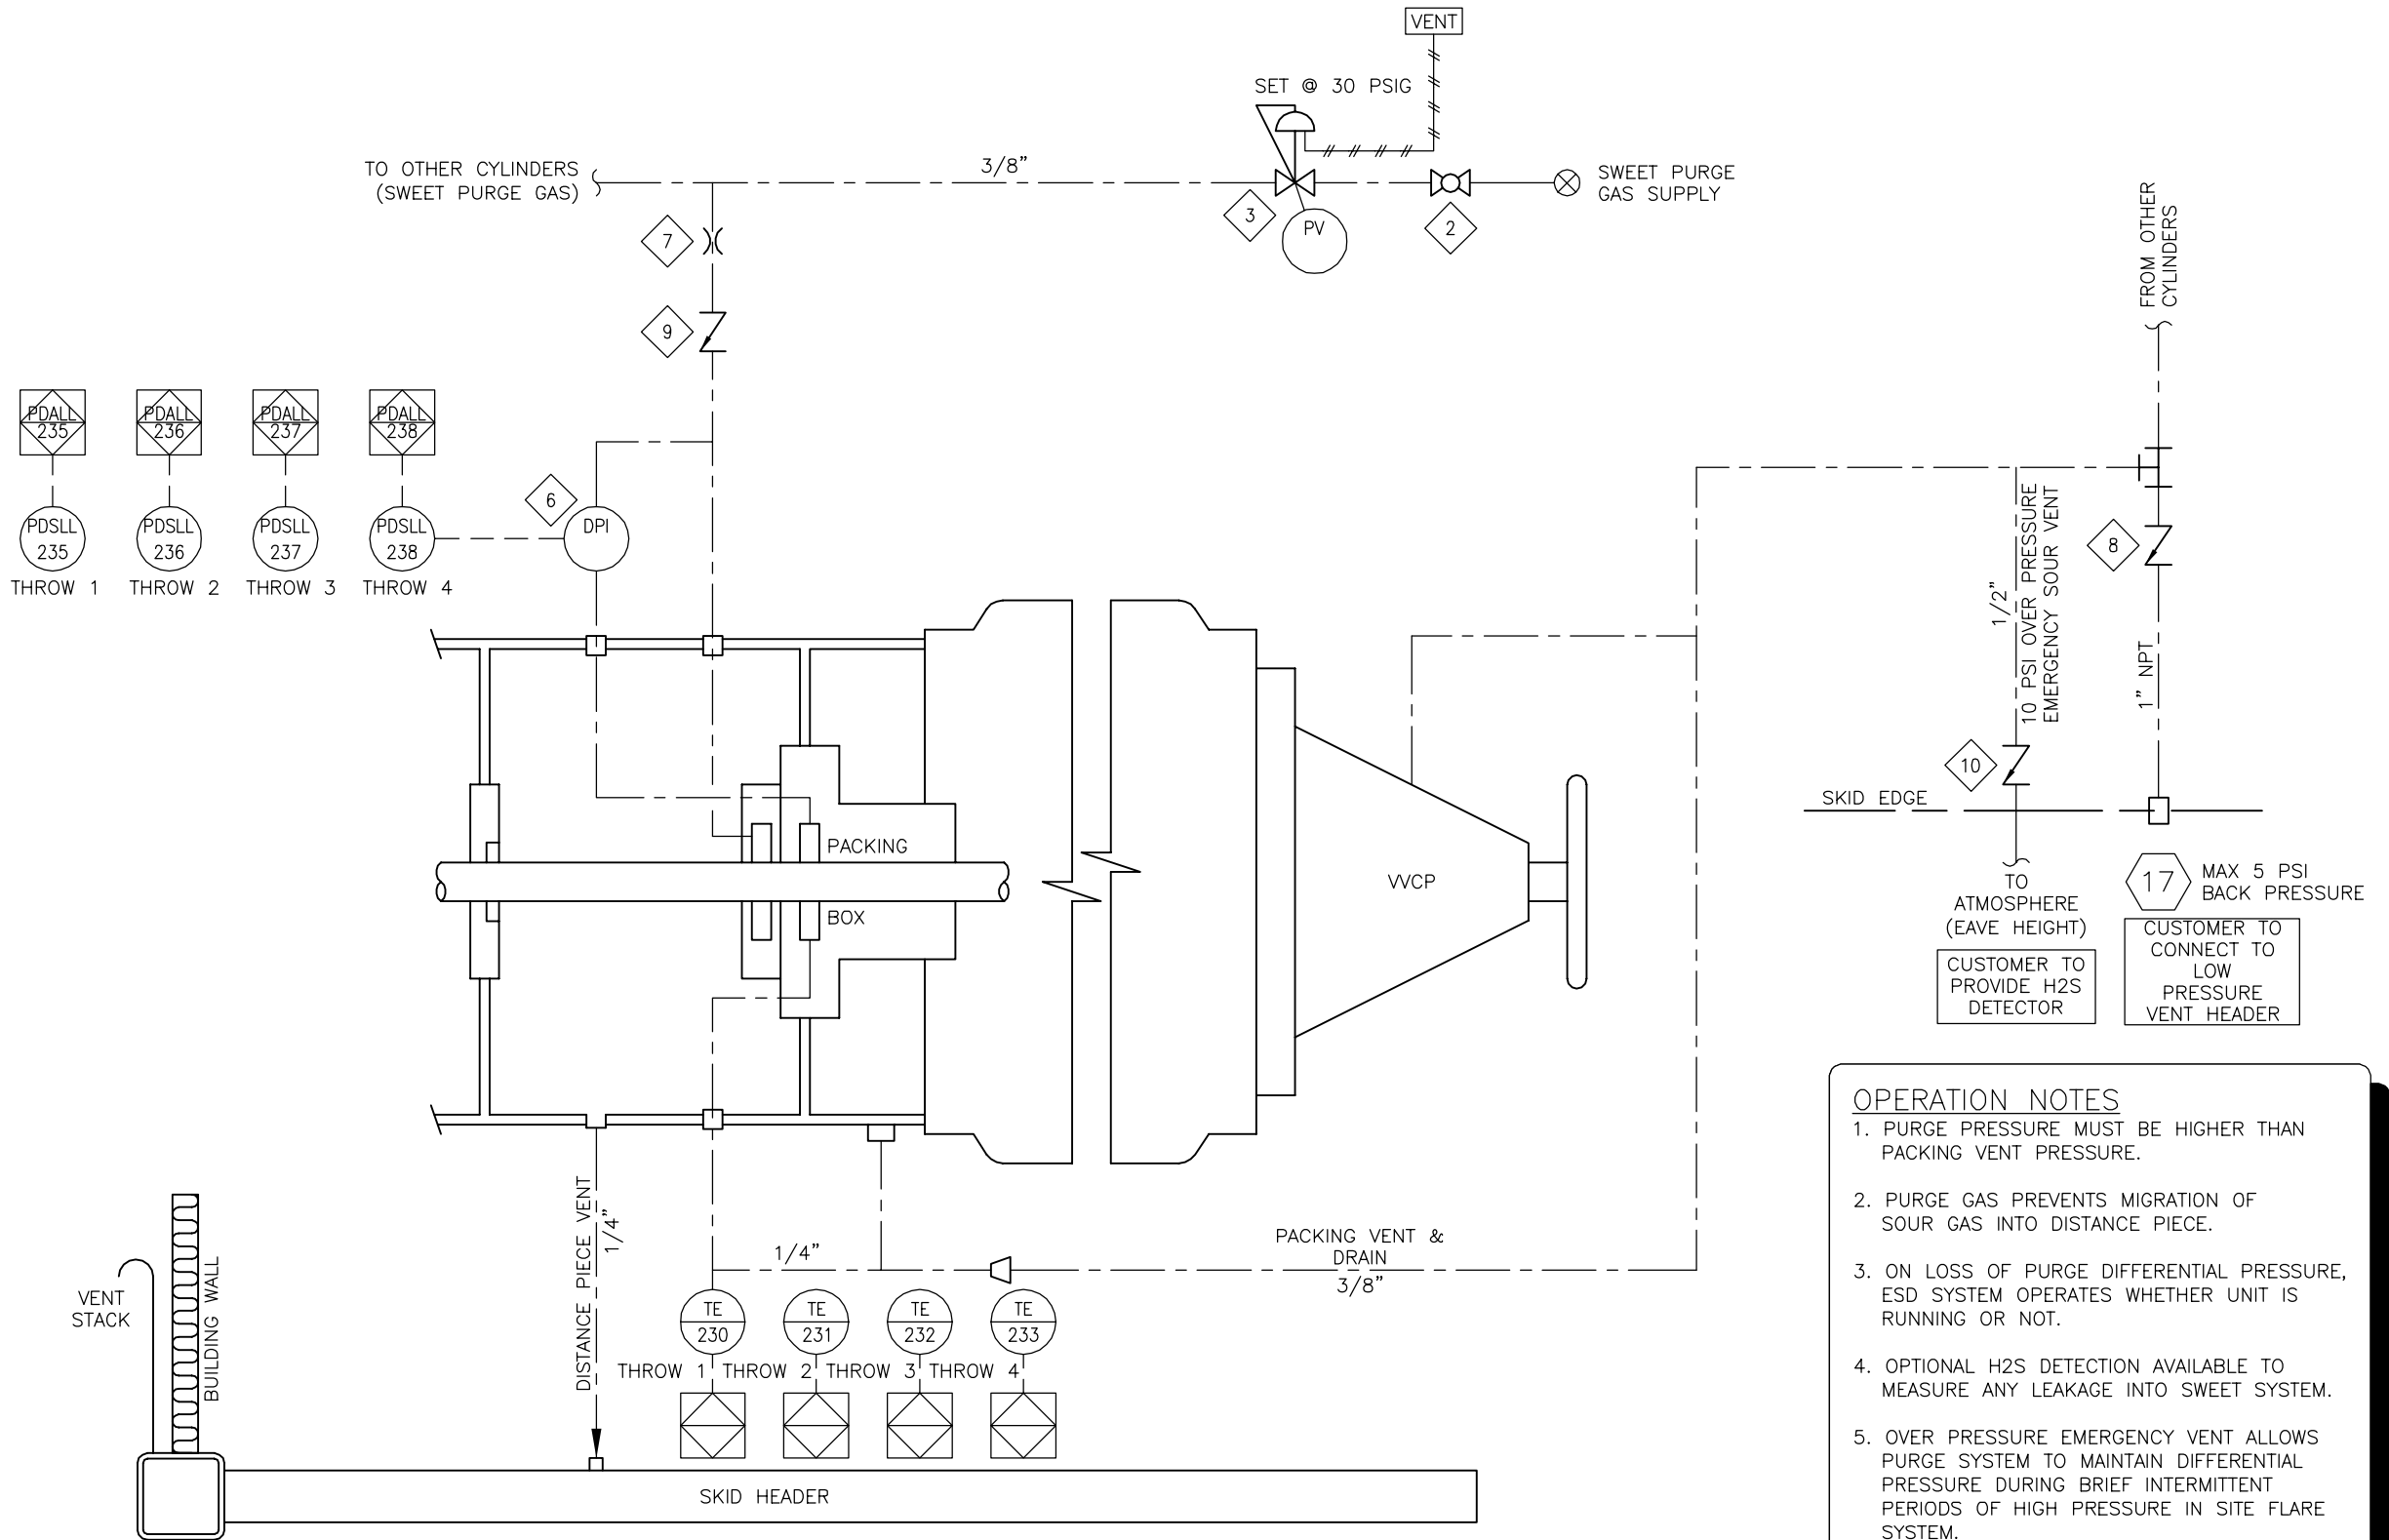 VENT
SET @ 30 PSIG
TO OTHER CYLINDERS
(SWEET PURGE GAS)
3/8"
SWEET PURGE
GAS SUPPLY
3
PV
2
7
9
FROM OTHER
CYLINDERS
PDALL
235
PDALL
236
PDALL
237
PDALL
238
6
PDSLL
235
PDSLL
236
PDSLL
237
PDSLL
238
DPI
THROW 1
THROW 2
THROW 3
THROW 4
1/2"
10 PSI OVER PRESSURE
EMERGENCY SOUR VENT
8
1" NPT
10
SKID EDGE
PACKING
BOX
VVCP
TO
ATMOSPHERE
(EAVE HEIGHT)
17
MAX 5 PSI
BACK PRESSURE
CUSTOMER TO
PROVIDE H2S
DETECTOR
CUSTOMER TO
CONNECT TO
LOW
PRESSURE
VENT HEADER
OPERATION NOTES
1. PURGE PRESSURE MUST BE HIGHER THAN
PACKING VENT PRESSURE.
2. PURGE GAS PREVENTS MIGRATION OF
SOUR GAS INTO DISTANCE PIECE.
3. ON LOSS OF PURGE DIFFERENTIAL PRESSURE,
ESD SYSTEM OPERATES WHETHER UNIT IS
RUNNING OR NOT.
4. OPTIONAL H2S DETECTION AVAILABLE TO
MEASURE ANY LEAKAGE INTO SWEET SYSTEM.
5. OVER PRESSURE EMERGENCY VENT ALLOWS
PURGE SYSTEM TO MAINTAIN DIFFERENTIAL
PRESSURE DURING BRIEF INTERMITTENT
PERIODS OF HIGH PRESSURE IN SITE FLARE
SYSTEM.
DISTANCE PIECE VENT
1/4"
1/4"
PACKING VENT &
DRAIN
3/8"
VENT
STACK
BUILDING WALL
TE
230
TE
231
TE
232
TE
233
THROW 1
THROW 2
THROW 3
THROW 4
SKID HEADER